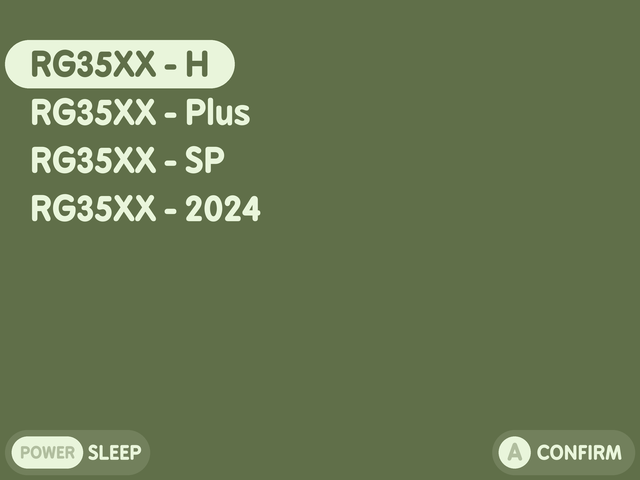 RG35XX - H
RG35XX - Plus
RG35XX - SP
RG35XX - 2024
POWER SLEEP
A CONFIRM